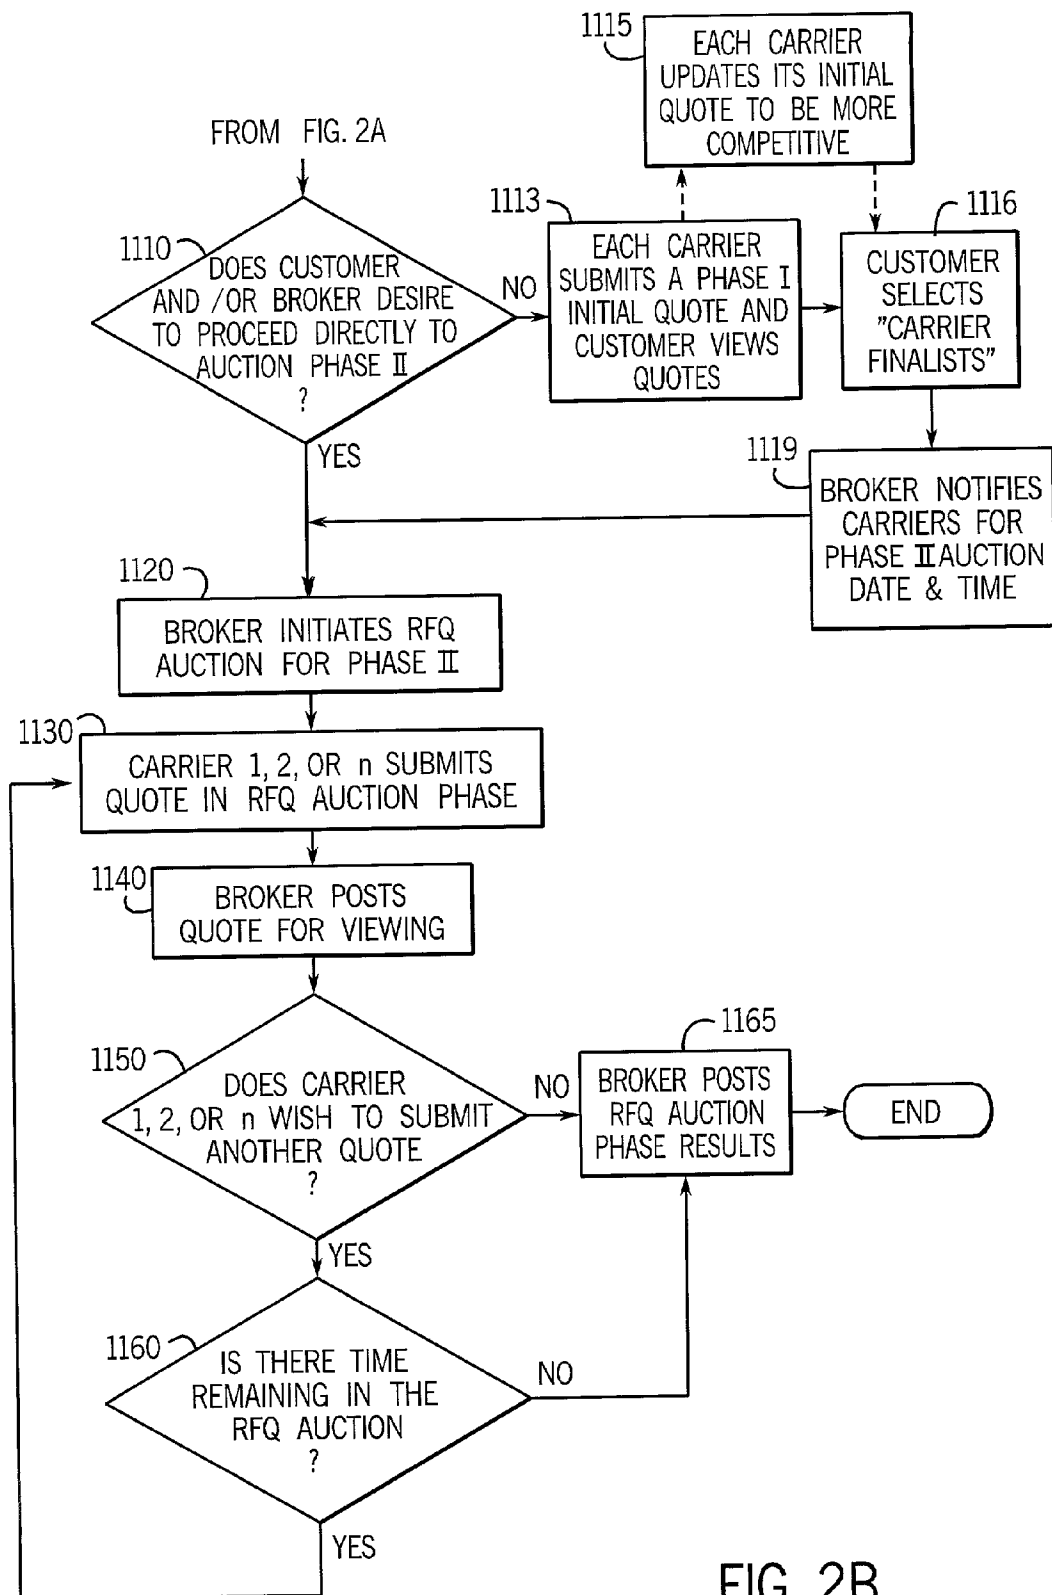 1115
EACH CARRIER
UPDATES ITS INITIAL
QUOTE TO BE MORE
COMPETITIVE
FROM FIG. 2A
1110
DOES CUSTOMER
AND /OR BROKER DESIRE
TO PROCEED DIRECTLY TO
AUCTION PHASE II
?
NO
YES
1113
EACH CARRIER
SUBMITS A PHASE I
INITIAL QUOTE AND
CUSTOMER VIEWS
QUOTES
1116
CUSTOMER
SELECTS
"CARRIER
FINALISTS"
1119
BROKER NOTIFIES
CARRIERS FOR
PHASE II AUCTION
DATE & TIME
1120
BROKER INITIATES RFQ
AUCTION FOR PHASE II
1130
CARRIER 1, 2, OR n SUBMITS
QUOTE IN RFQ AUCTION PHASE
1140
BROKER POSTS
QUOTE FOR VIEWING
1150
DOES CARRIER
1, 2, OR n WISH TO SUBMIT
ANOTHER QUOTE
?
NO
YES
1165
BROKER POSTS
RFQ AUCTION
PHASE RESULTS
END
1160
IS THERE TIME
REMAINING IN THE
RFQ AUCTION
?
NO
YES
FIG. 2B